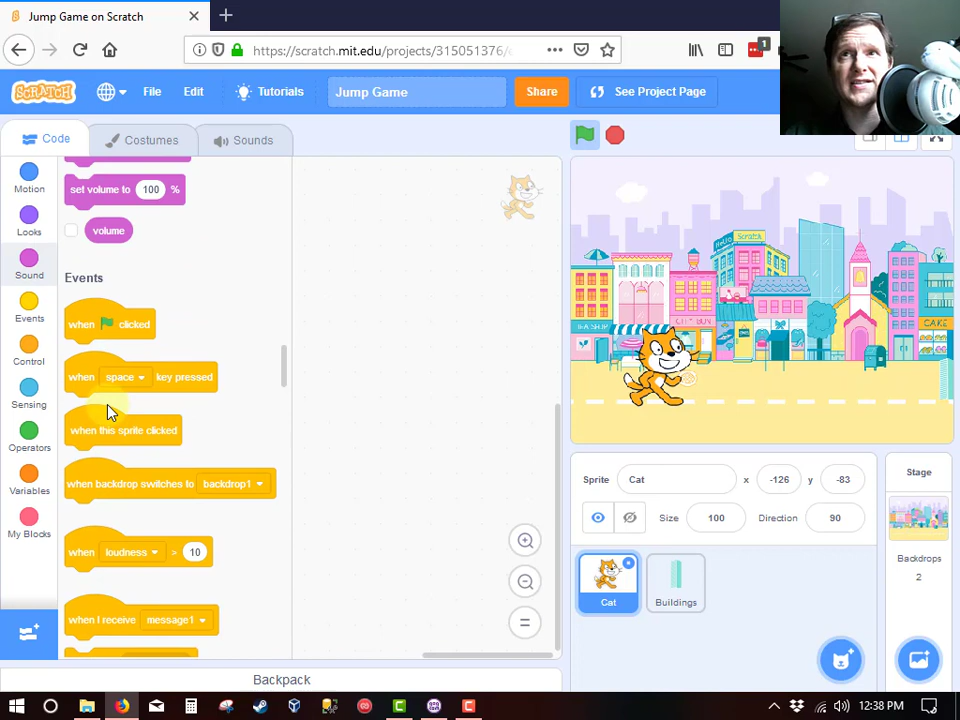 Jump Game on Scratch
https://scratch.mit.edu/projects/315051376/
1
SCRATCH
File
Edit
Tutorials
Jump Game
Share
See Project Page
Code
Costumes
Sounds
Motion
Looks
Sound
Events
Control
Sensing
Operators
Variables
My Blocks
set volume to 100 %
volume
Events
when clicked
when space key pressed
when this sprite clicked
when backdrop switches to backdrop1
when loudness > 10
when I receive message1
Scratch
CAKE
Sprite Cat x -126 y -83
Size 100 Direction 90
Cat
Buildings
Stage
Backdrops
2
Backpack
12:38 PM